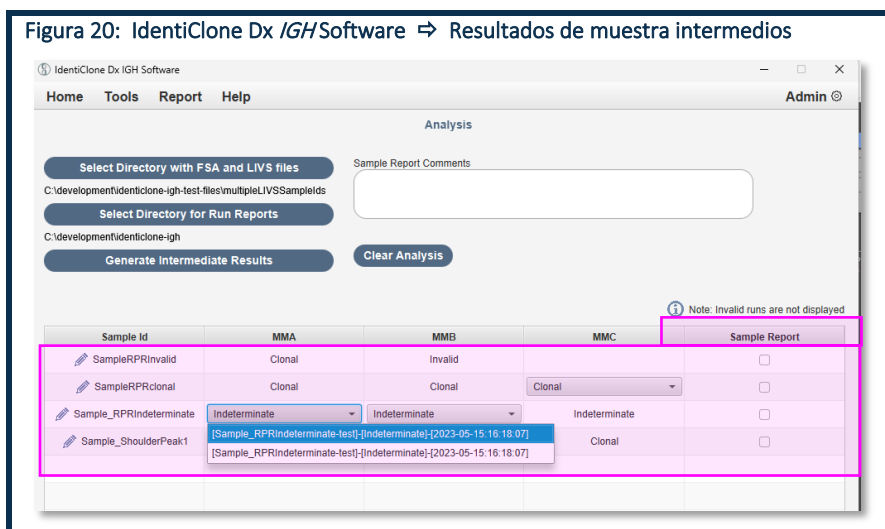 Figura 20: IdentiClone Dx IGH Software ⇨ Resultados de muestra intermedios
IdentiClone Dx IGH Software
Home Tools Report Help Admin
Analysis
Select Directory with FSA and LIVS files
Sample Report Comments
C:\development\identiclone-igh-test-files\multipleLIVSSampleIds
Select Directory for Run Reports
C:\development\identiclone-igh
Generate Intermediate Results
Clear Analysis
Note: Invalid runs are not displayed
Sample Id MMA MMB MMC Sample Report
SampleRPRInvalid Clonal Invalid
SampleRPRclonal Clonal Clonal Clonal
Sample_RPRIndeterminate Indeterminate Indeterminate Indeterminate
[Sample_RPRIndeterminate-test]-[Indeterminate]-[2023-05-15:16:18:07]
Sample_ShoulderPeak1 Clonal
[Sample_RPRIndeterminate-test]-[Indeterminate]-[2023-05-15:16:18:07]